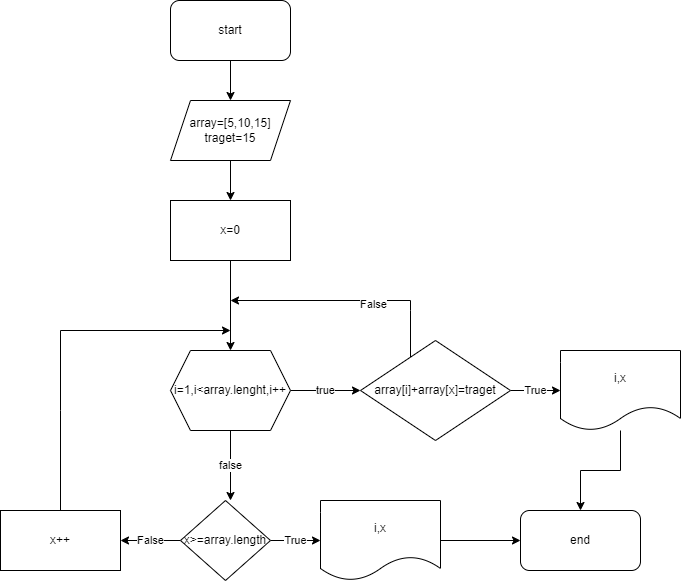 start
array=[5,10,15]
traget=15
x=0
False
i=1,i<array.lenght,i++
true
array[i]+array[x]=traget
True
i,x
false
x++
False
x>=array.length
True
i,x
end